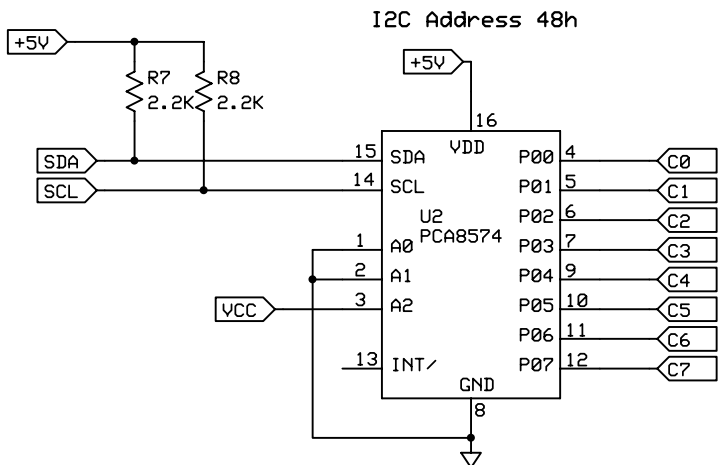 I2C Address 48h
+5V
+5V
R7
2.2K
R8
2.2K
16
VDD
SDA
15
SDA
P00
4
C0
SCL
14
SCL
P01
5
C1
U2
PCA8574
P02
6
C2
1
A0
P03
7
C3
2
A1
P04
9
C4
VCC
3
A2
P05
10
C5
P06
11
C6
13
INT/
P07
12
C7
GND
8